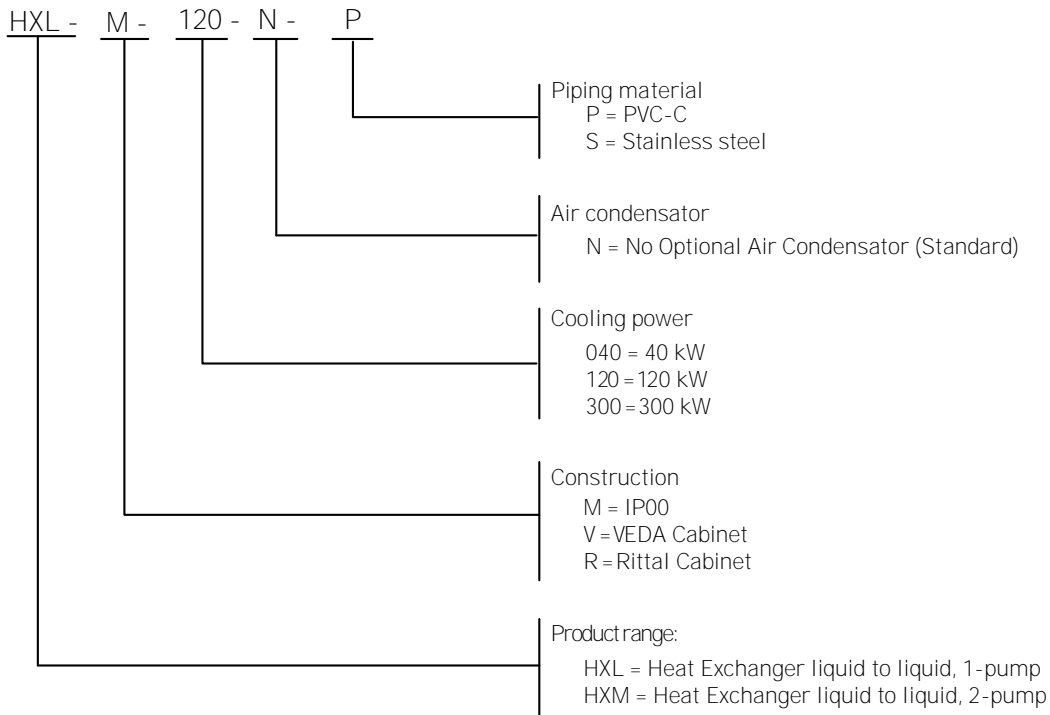 HXL - M - 120 - N - P
Piping material
P = PVC-C
S = Stainless steel
Air condensator
N = No Optional Air Condensator (Standard)
Cooling power
040 = 40 kW
120 = 120 kW
300 = 300 kW
Construction
M = IP00
V = VEDA Cabinet
R = Rittal Cabinet
Product range:
HXL = Heat Exchanger liquid to liquid, 1-pump
HXM = Heat Exchanger liquid to liquid, 2-pump